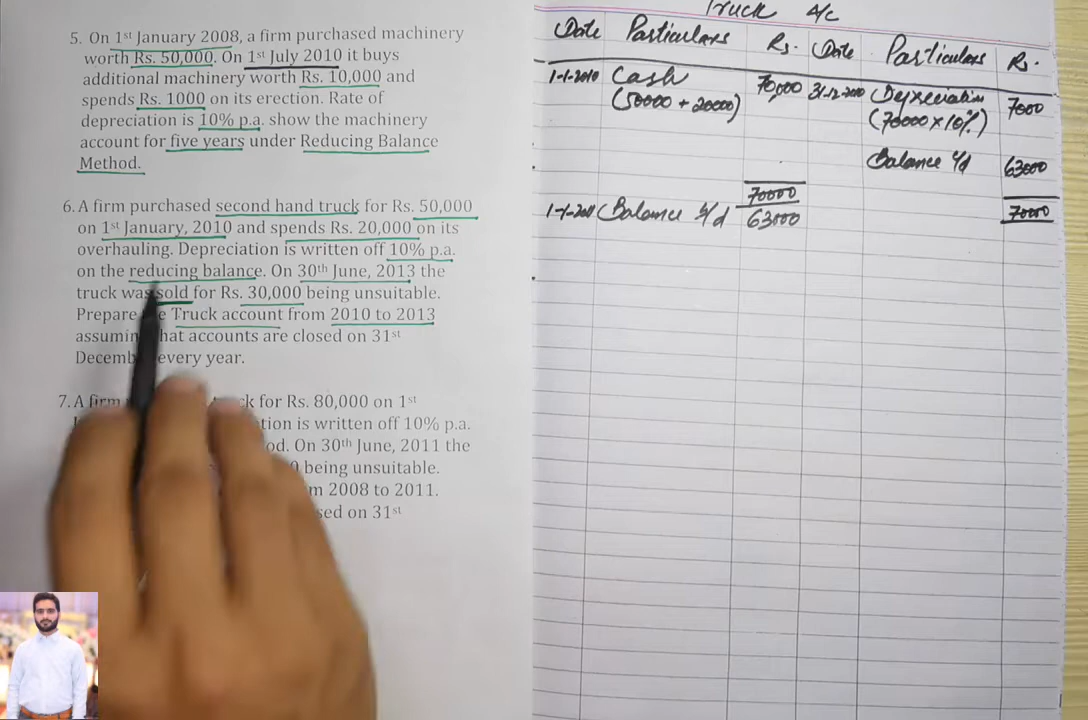 5. On 1st January 2008, a firm purchased machinery
worth Rs. 50,000. On 1st July 2010 it buys
additional machinery worth Rs. 10,000 and
spends Rs. 1000 on its erection. Rate of
depreciation is 10% p.a. show the machinery
account for five years under Reducing Balance
Method.
6. A firm purchased second hand truck for Rs. 50,000
on 1st January, 2010 and spends Rs. 20,000 on its
overhauling. Depreciation is written off 10% p.a.
on the reducing balance. On 30th June, 2013 the
truck was sold for Rs. 30,000 being unsuitable.
Prepare Truck account from 2010 to 2013
that accounts are closed on 31st
every year.
7. A firm for Rs. 80,000 on 1st
is written off 10% p.a.
On 30th June, 2011 the
being unsuitable.
2008 to 2011.
on 31st
Truck A/c
Date Particulars Rs. Date Particulars Rs.
1-1-2010 Cash 70,000 31-12-2010 Depreciation 7000
(50000 + 20000) (70000 x 10%)
Balance c/d 63000
70000 70000
1-1-2011 Balance b/d 63000